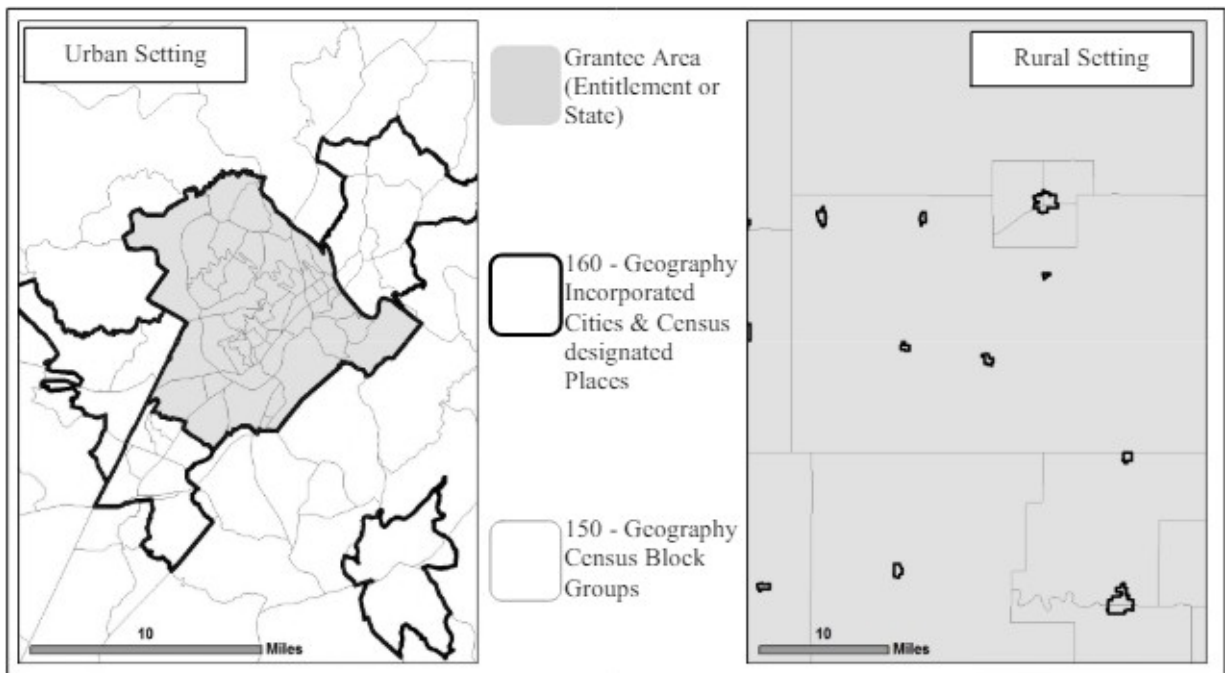 Urban Setting
Grantee Area
(Entitlement or
State)
160 - Geography
Incorporated
Cities & Census
designated
Places
150 - Geography
Census Block
Groups
10
Miles
Rural Setting
10
Miles